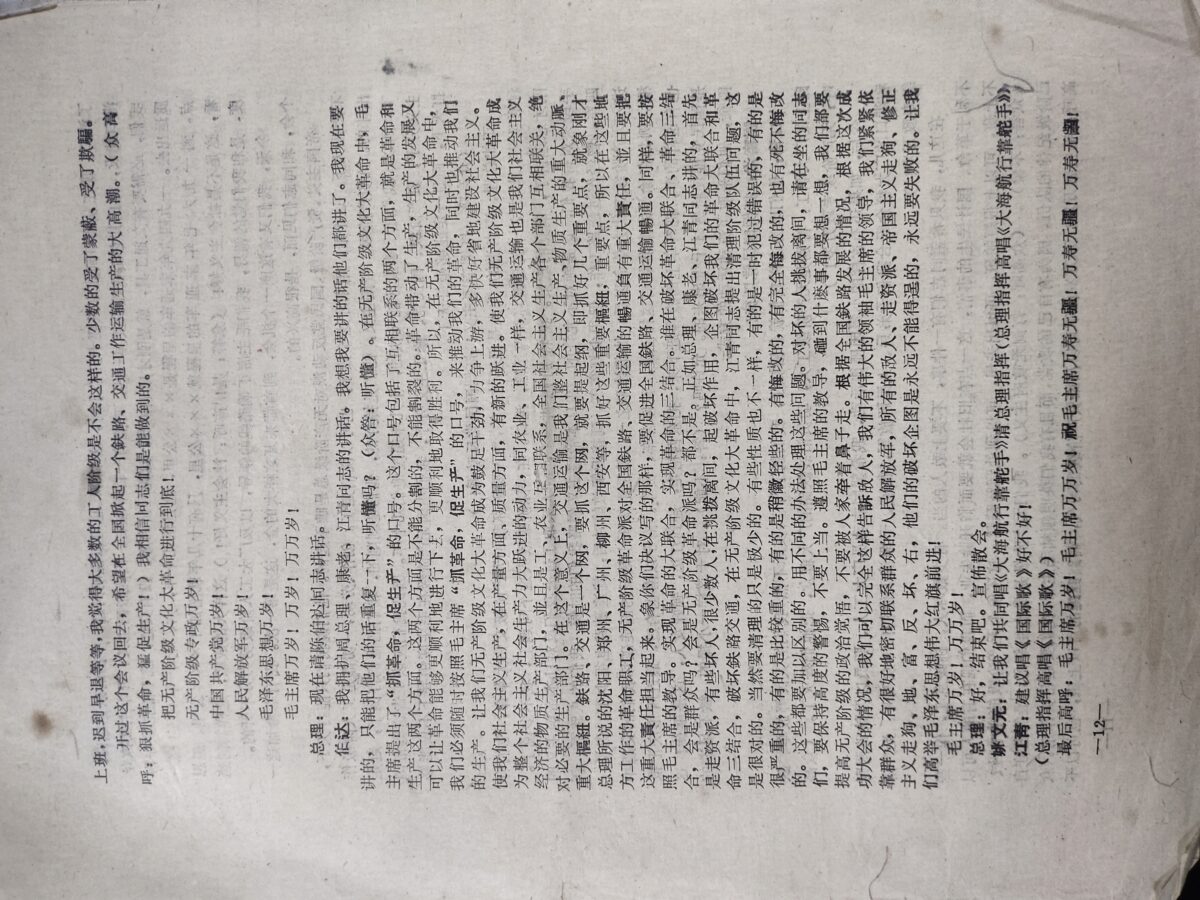 上班，迟到早退等等，我觉得大多数的工人阶级是不会这样的。少数的受了蒙蔽、受了欺騙。
开过这个会议回去，希望在全国掀起一个鉄路、交通工作运输生产的大高潮。（众高
呼：狠抓革命，猛促生产！）我相信同志们是能做到的。
把无产阶级文化大革命进行到底！
无产阶级专政万岁！
中国共产党万岁！
人民解放军万岁！
毛泽东思想万岁！
毛主席万岁！万岁！万万岁！
总理：现在请陈伯达同志讲话。
伯达：我拥护周总理、康老、江青同志的讲话。我想我要讲的话他们都讲了。我现在要
讲的，只能把他们的话重复一下，听懂吗？（众答：听懂）。在无产阶级文化大革命中，毛
主席提出了“抓革命，促生产”的口号。这个口号包括了互相联系的两个方面，就是革命和
生产这两个方面。这两个方面是不能分割的，不能割裂的。革命带动了生产，生产的发展又
可以让革命能够更顺利地进行下去，更顺利地取得胜利。所以，在无产阶级文化大革命中，
我们必须随时按照毛主席“抓革命，促生产”的口号，来推动我们的革命，同时也推动我们
的生产。让我们无产阶级文化大革命成为鼓足干劲，力争上游，多快好省地建设社会主义。
使我们社会主义生产，在产量方面、质量方面，有新的跃进。使我们无产阶级文化大革命成
为整个社会主义社会生产力大跃进的动力，同农业、工业一样，交通运输也是我们社会主义
经济的物质生产部门，並且是工、农业互相联系，全国社会主义生产各个部门互相联关，绝
对必要的生产部门。在这个意义上，交通运输是我们整社会主义生产、物质生产的重大动脈、
重大樞紐。鉄路、交通是一个网，要抓这个网，就要提起纲，即抓好几个重要点，就象刚才
总理所说的沈阳、郑州、广州、柳州、西安等，抓好这些重要樞紐，重要点，所以在这些地
方工作的革命职工，无产阶级革命派对全国鉄路、交通运输的暢通負有重大責任，並且要把
这重大責任担当起来。象你们决议写的那样，要促进全国鉄路、交通运输暢通。同样，要按
照毛主席的教导。实现革命的大联合，实现革命的三结合。谁在破坏革命大联合、革命三结
合，会是群众吗？会是无产阶级革命派吗？都不是。正如总理、康老、江青同志讲的，首先
是走资派，有些坏人，很少数人，在挑拨离间，起破坏作用，企图破坏我们的革命大联合和革
命三结合，破坏鉄路交通，在无产阶级文化大革命中，江青同志提出清理阶级队伍问题，这
是很对的。当然要清理的只是极少的。有些性质也不一样，有的是一时犯过错误的，有的是
很严重的，有的是比较重的，有的是稍微轻些的。有悔改的，有完全悔改的，也有死不悔改
的。这些都要加以区别的。用不同的办法处理这些问题。对坏的人挑拨离间，请在坐的同志
们，要保持高度的警惕，不要上当。遵照毛主席的教导，碰到什麽事都要想一想，我们都要
提高无产阶级的政治觉悟，不要被人家牵着鼻子走。根据全国鉄路发展的情况，根据这次成
功大会的情况，我们可以完全这样告訴敌人，我们有伟大的领袖毛主席的领导，我们紧紧依
靠群众，有很好地密切联系群众的人民解放军，所有的敌人、走资派、帝国主义走狗、修正
主义走狗、地、富、反、坏、右，他们的破坏企图是永远不能得逞的，永远要失败的。让我
们高举毛泽东思想伟大红旗前进！
毛主席万岁！万万岁！
总理：好，结束吧。宣佈散会。
姚文元：让我们共同唱《大海航行靠舵手》请总理指挥（总理指挥高唱《大海航行靠舵手》）
江靑：建议唱《国际歌》好不好！
（总理指挥高唱《国际歌》）
最后高呼：毛主席万岁！毛主席万万岁！祝毛主席万寿无疆！万寿无疆！万寿无疆！
—12—